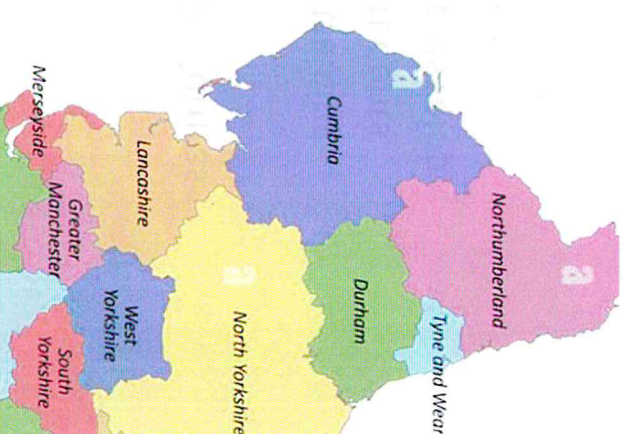 Northumberland
Tyne and Wear
Cumbria
Durham
North Yorkshire
Lancashire
West
Yorkshire
Greater
Manchester
South
Yorkshire
Merseyside
a
a
a